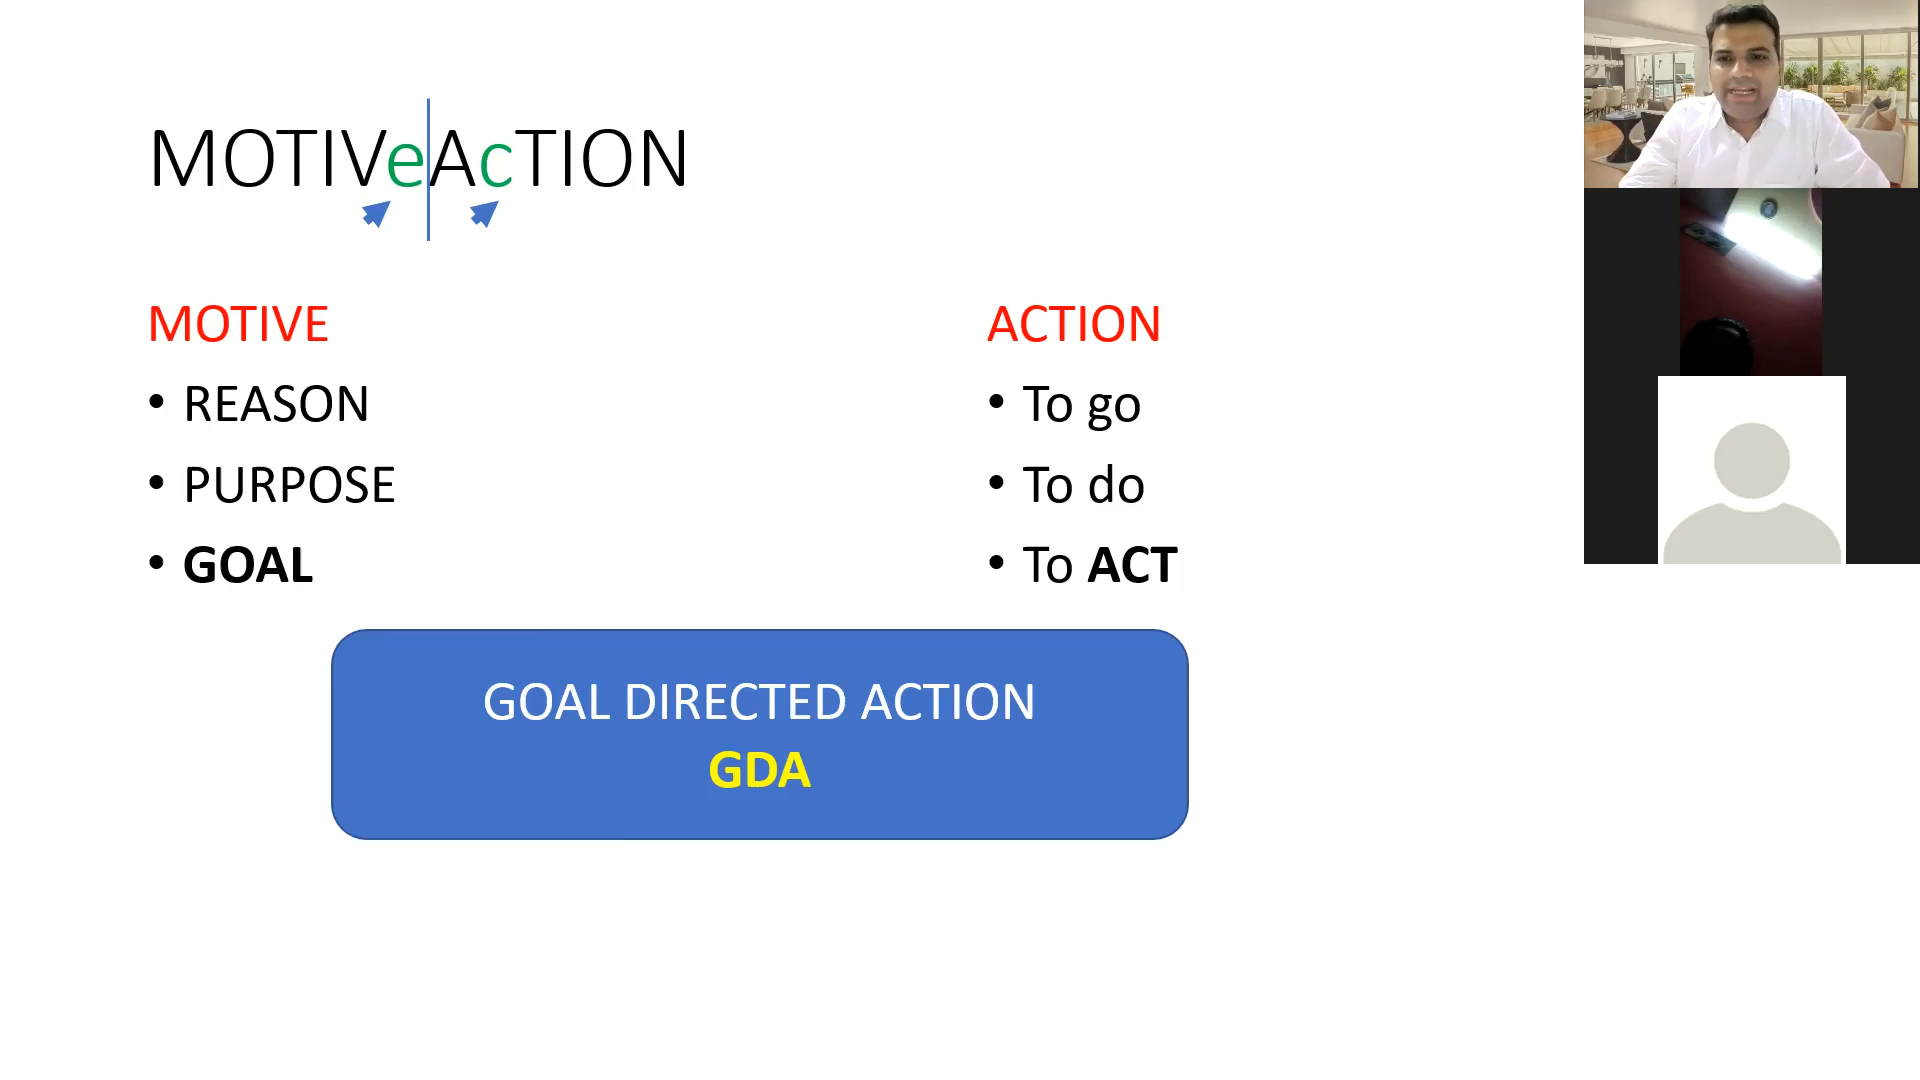 MOTIVeAcTION
MOTIVE
• REASON
• PURPOSE
• GOAL
ACTION
• To go
• To do
• To ACT
GOAL DIRECTED ACTION
GDA